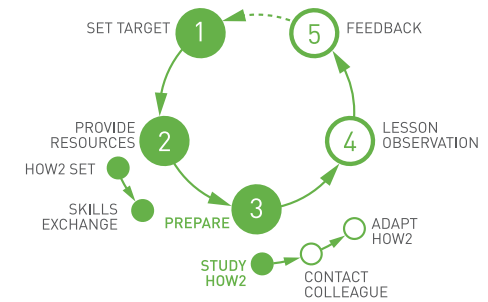 SET TARGET
1
5
FEEDBACK
PROVIDE
RESOURCES
2
4
LESSON
OBSERVATION
HOW2 SET
SKILLS
EXCHANGE
PREPARE
3
ADAPT
HOW2
STUDY
HOW2
CONTACT
COLLEAGUE